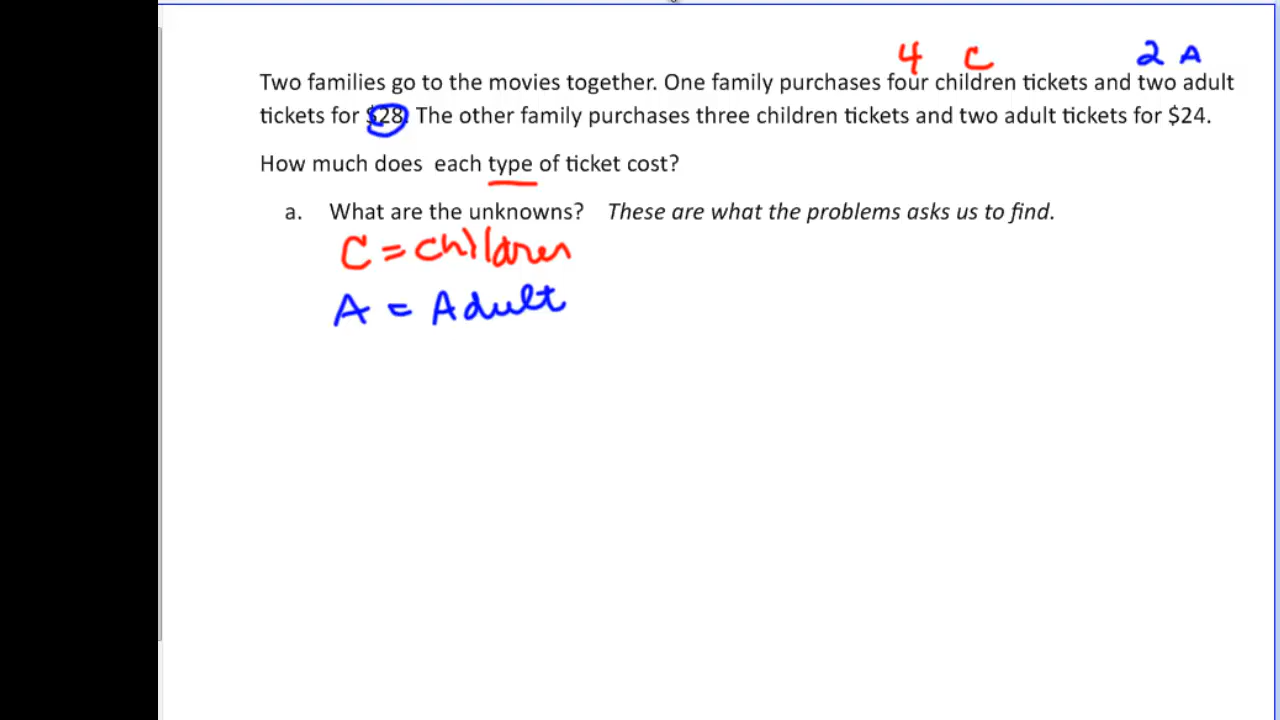 4 C 2 A
Two families go to the movies together. One family purchases four children tickets and two adult
tickets for $28. The other family purchases three children tickets and two adult tickets for $24.
How much does each type of ticket cost?
a. What are the unknowns? These are what the problems asks us to find.
C = children
A = Adult